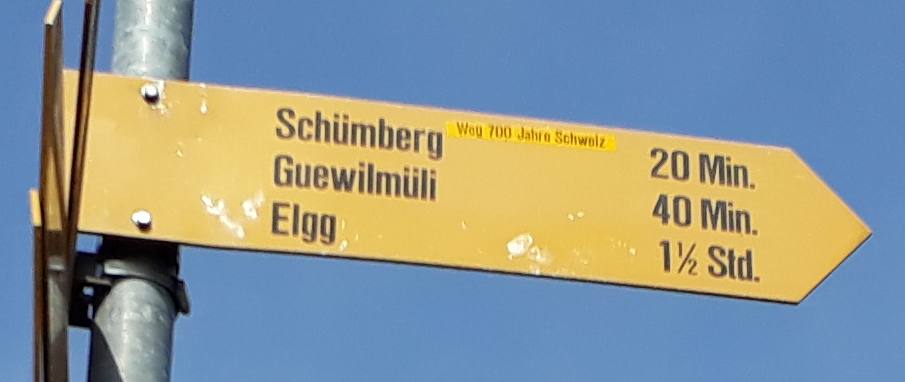 Schümberg Weg 700 Jahre Schweiz 20 Min.
Guewilmüli 40 Min.
Elgg 1½ Std.